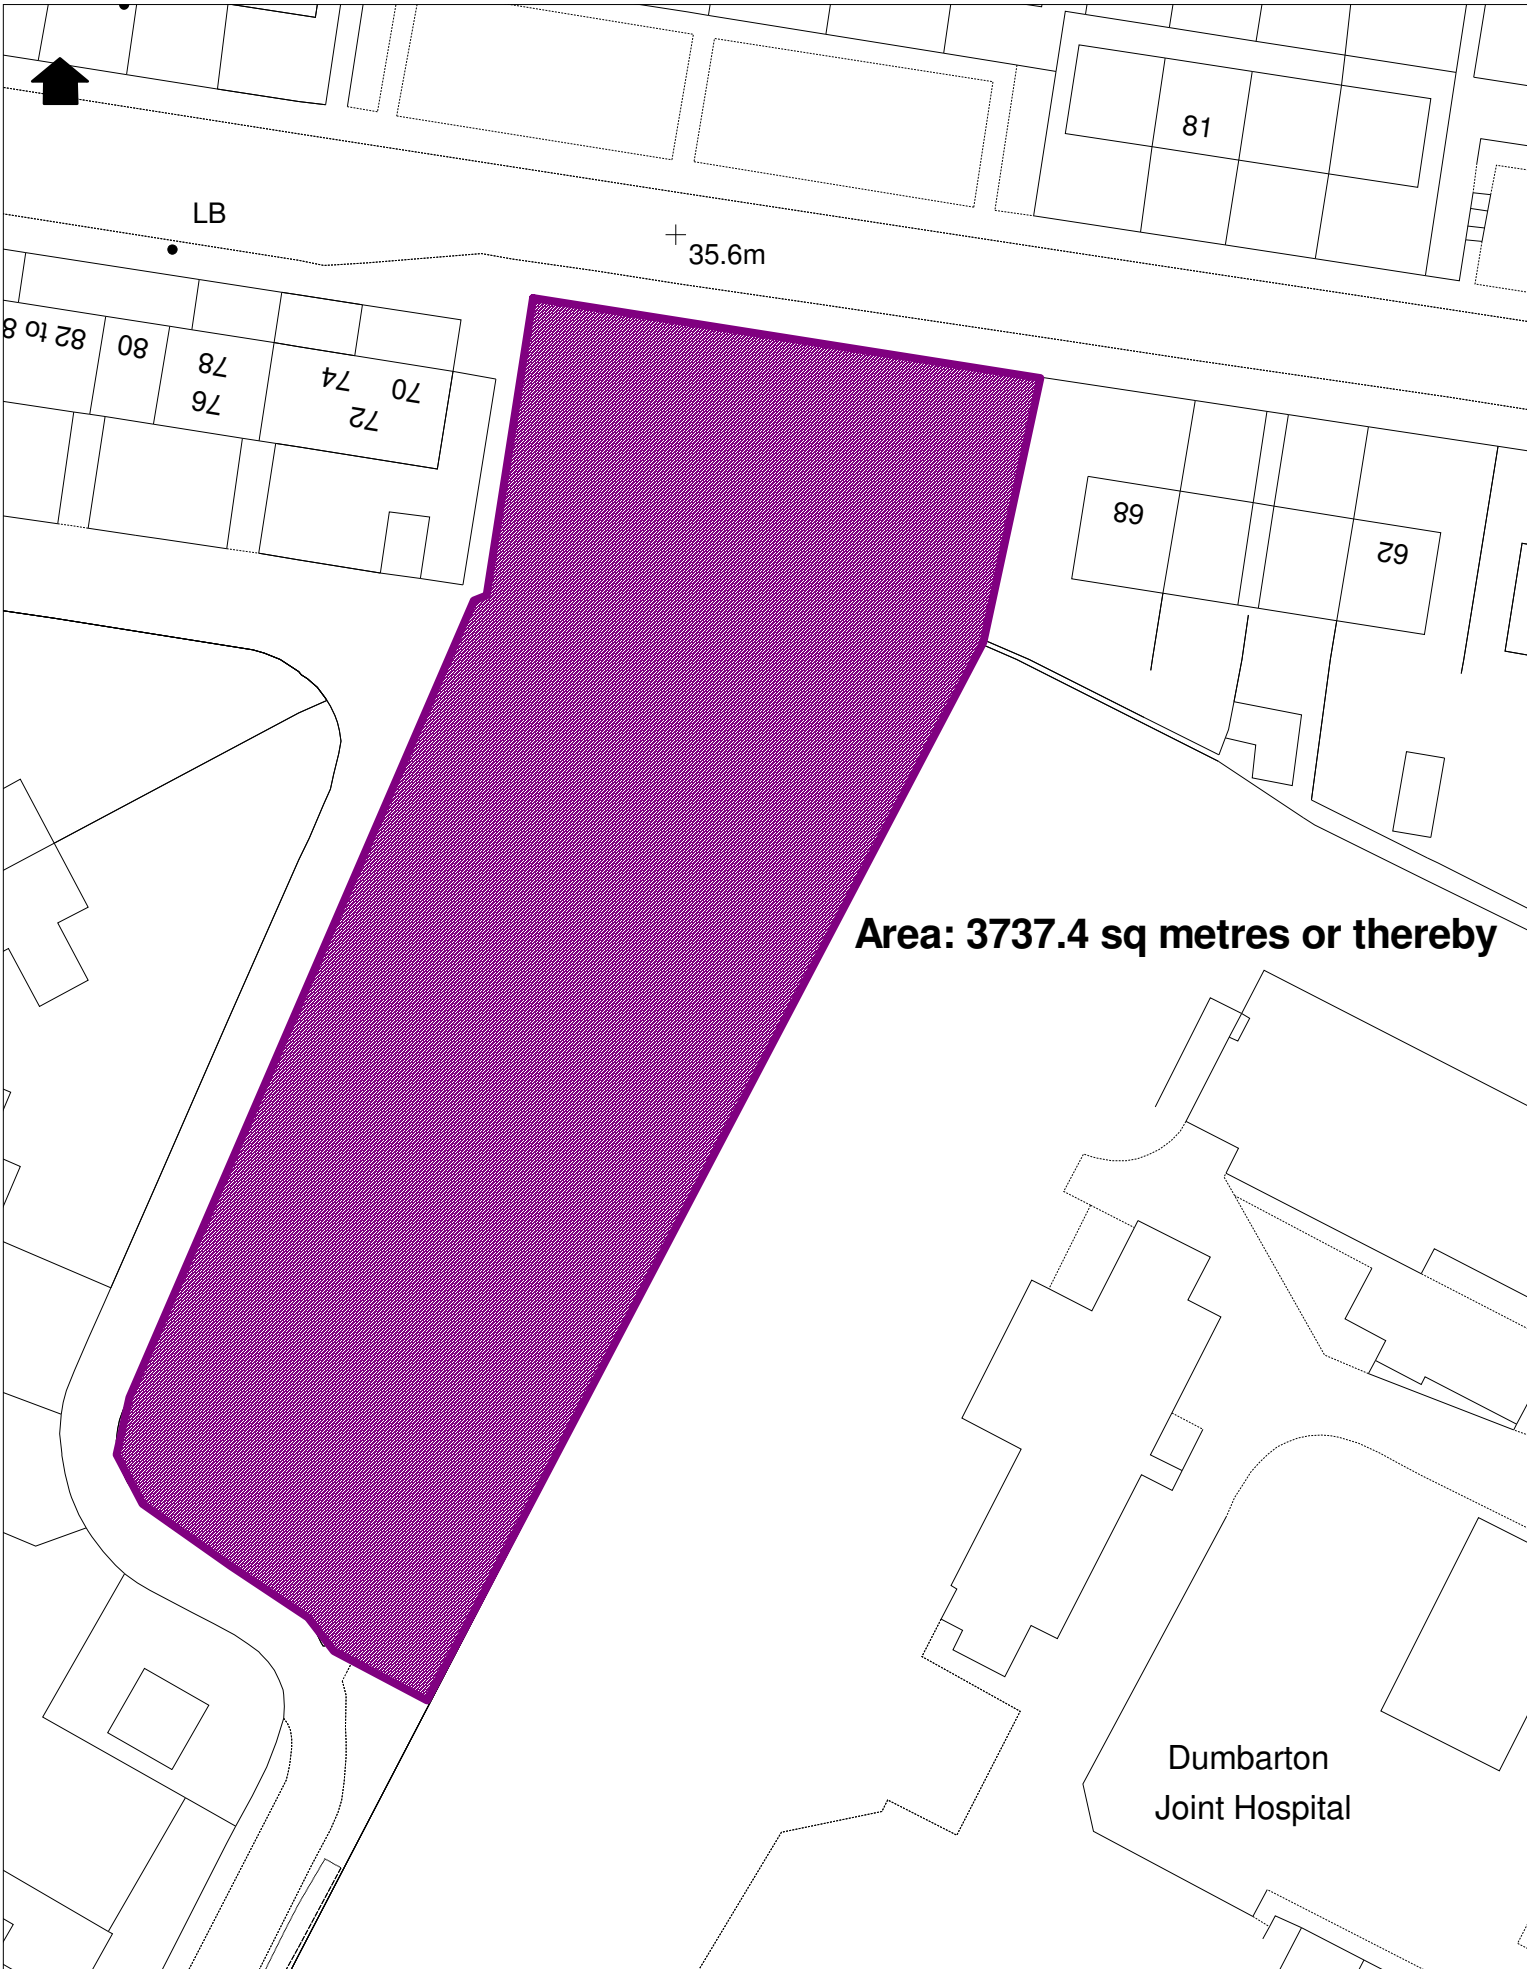 81
LB
35.6m
82 to 8
80
78
76
74
72
70
68
62
Area: 3737.4 sq metres or thereby
Dumbarton
Joint Hospital